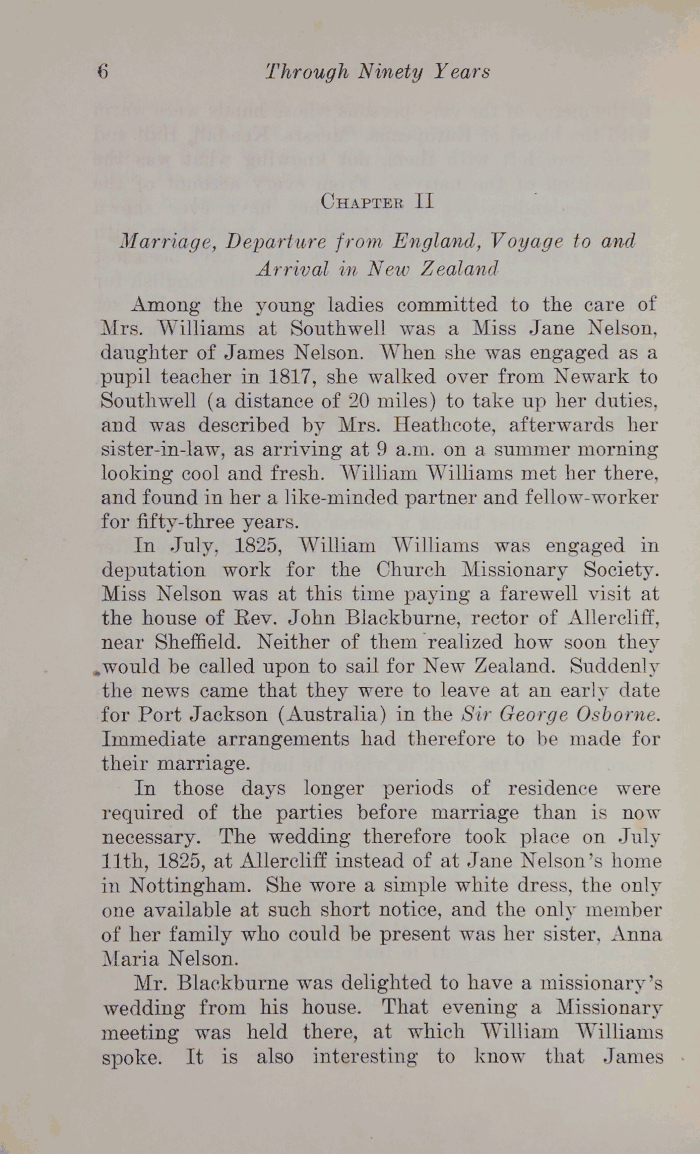 6 Through Ninety Years
Chapter II
Marriage, Departure from England, Voyage to and
Arrival in New Zealand
Among the young ladies committed to the care of
Mrs. Williams at Southwell was a Miss Jane Nelson,
daughter of James Nelson. When she was engaged as a
pupil teacher in 1817, she walked over from Newark to
Southwell (a distance of 20 miles) to take up her duties,
and was described by Mrs. Heathcote, afterwards her
sister-in-law, as arriving at 9 a.m. on a summer morning
looking cool and fresh. William Williams met her there,
and found in her a like-minded partner and fellow-worker
for fifty-three years.
In July, 1825, William Williams was engaged in
deputation work for the Church Missionary Society.
Miss Nelson was at this time paying a farewell visit at
the house of Rev. John Blackburne, rector of Allercliff,
near Sheffield. Neither of them realized how soon they
would be called upon to sail for New Zealand. Suddenly
the news came that they were to leave at an early date
for Port Jackson (Australia) in the Sir George Osborne.
Immediate arrangements had therefore to be made for
their marriage.
In those days longer periods of residence were
required of the parties before marriage than is now
necessary. The wedding therefore took place on July
11th, 1825, at Allercliff instead of at Jane Nelson's home
in Nottingham. She wore a simple white dress, the only
one available at such short notice, and the only member
of her family who could be present was her sister, Anna
Maria Nelson.
Mr. Blackburne was delighted to have a missionary's
wedding from his house. That evening a Missionary
meeting was held there, at which William Williams
spoke. It is also interesting to know that James